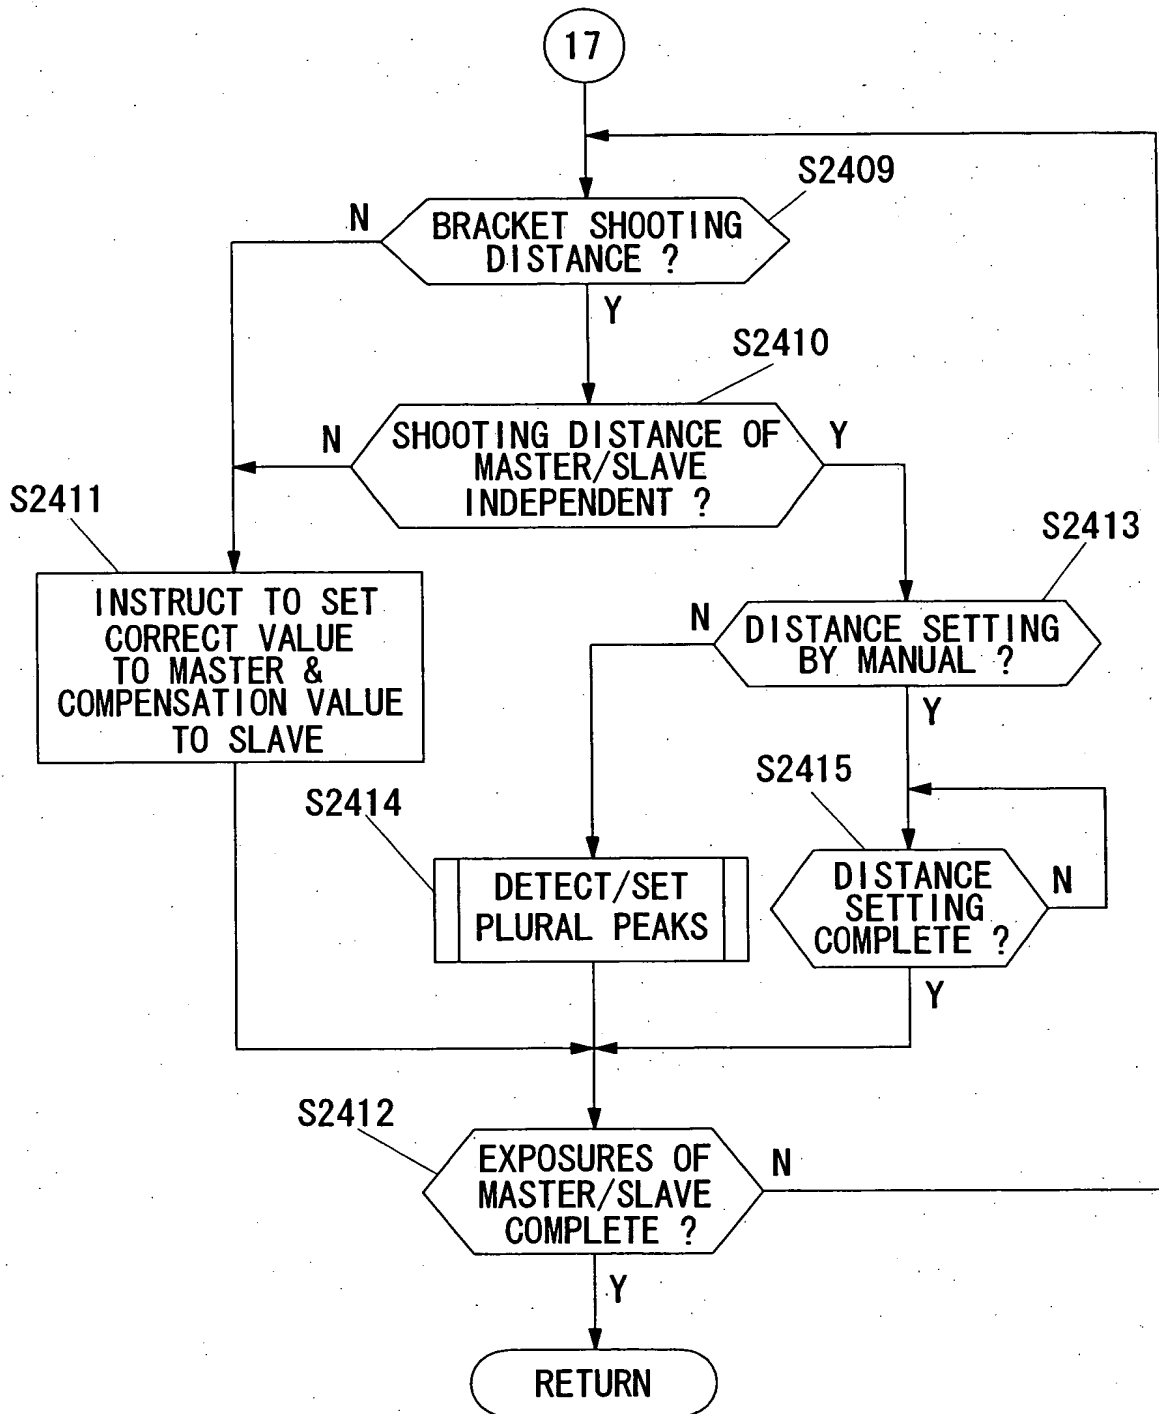 17
S2409
N
BRACKET SHOOTING
DISTANCE ?
Y
S2410
N
SHOOTING DISTANCE OF
MASTER/SLAVE
INDEPENDENT ?
Y
S2411
S2413
INSTRUCT TO SET
CORRECT VALUE
TO MASTER &
COMPENSATION VALUE
TO SLAVE
N
DISTANCE SETTING
BY MANUAL ?
Y
S2415
S2414
DETECT/SET
PLURAL PEAKS
DISTANCE
SETTING
COMPLETE ?
N
Y
S2412
EXPOSURES OF
MASTER/SLAVE
COMPLETE ?
N
Y
RETURN